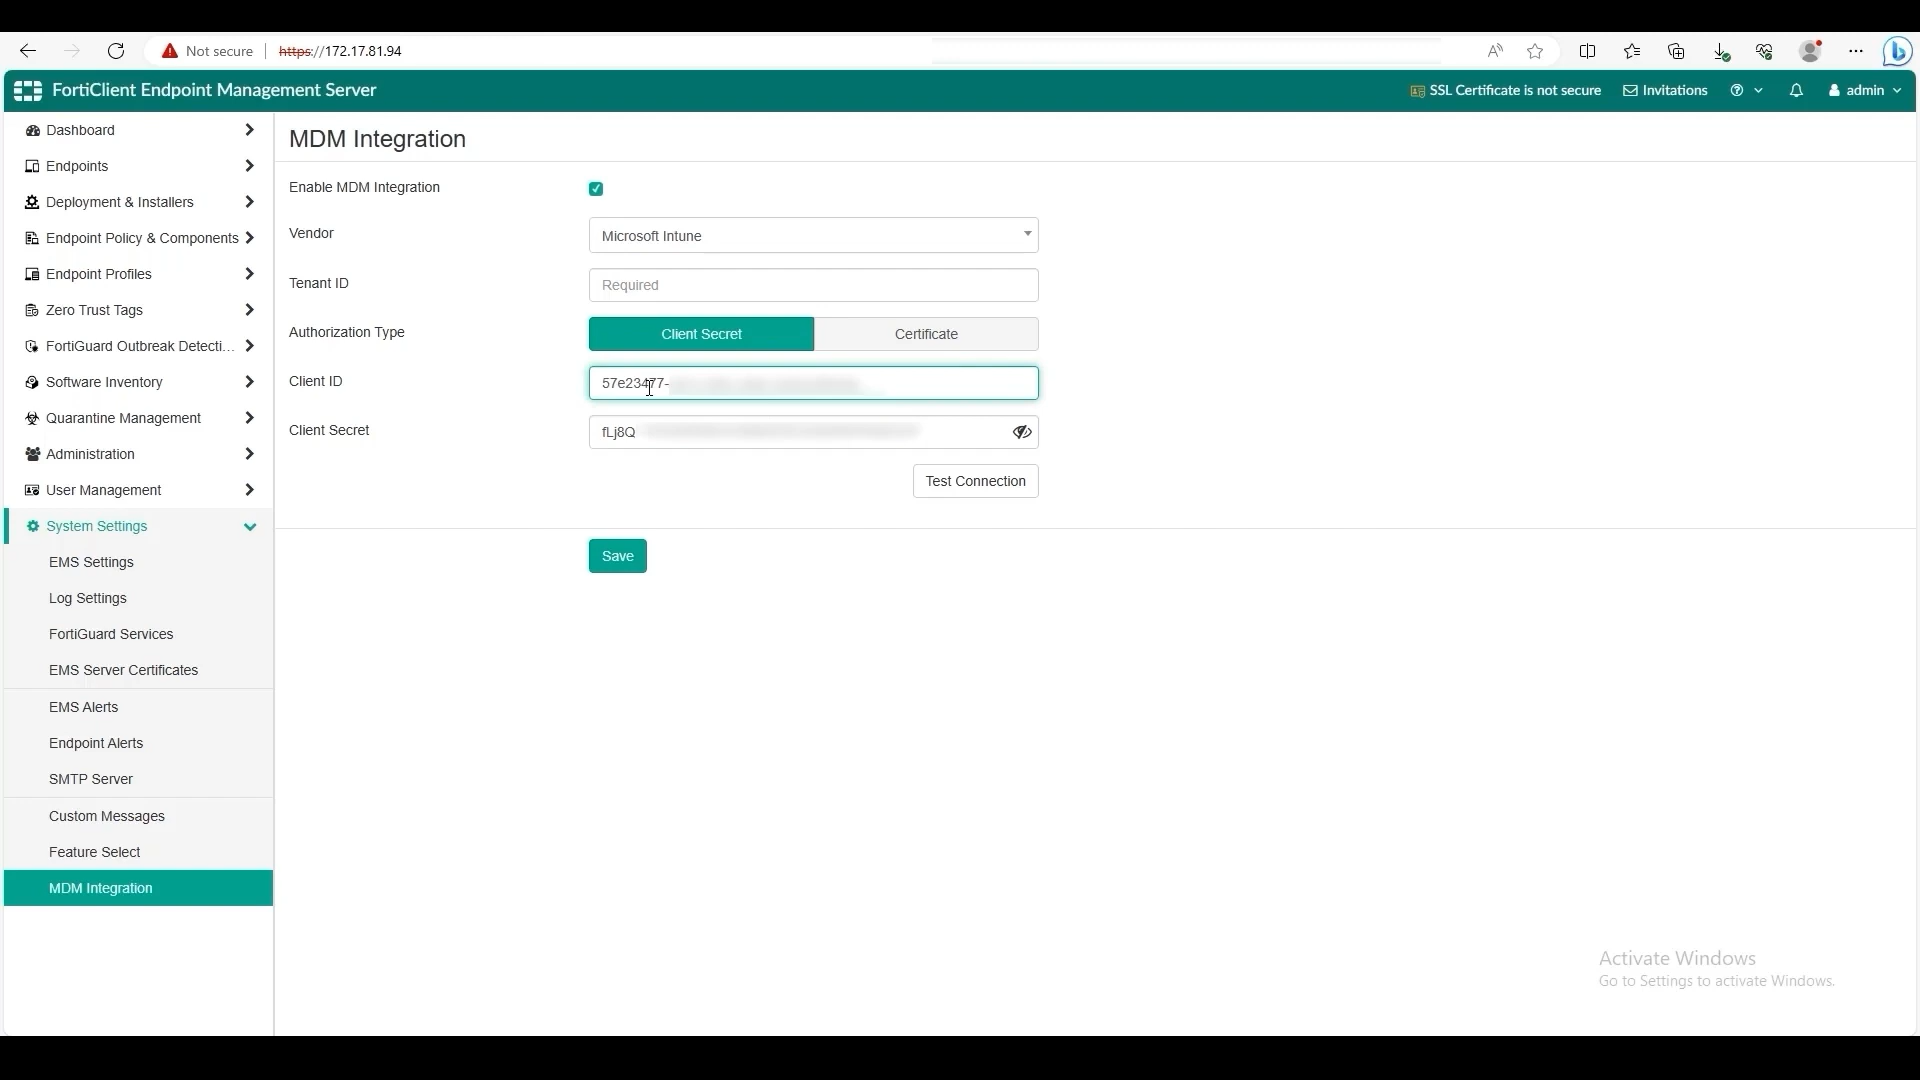 Not secure
https://172.17.81.94
FortiClient Endpoint Management Server
SSL Certificate is not secure
Invitations
admin
Dashboard
Endpoints
Deployment & Installers
Endpoint Policy & Components
Endpoint Profiles
Zero Trust Tags
FortiGuard Outbreak Detecti...
Software Inventory
Quarantine Management
Administration
User Management
System Settings
EMS Settings
Log Settings
FortiGuard Services
EMS Server Certificates
EMS Alerts
Endpoint Alerts
SMTP Server
Custom Messages
Feature Select
MDM Integration
MDM Integration
Enable MDM Integration
Vendor
Microsoft Intune
Tenant ID
Required
Authorization Type
Client Secret
Certificate
Client ID
57e23477-
Client Secret
fLj8Q
Test Connection
Save
Activate Windows
Go to Settings to activate Windows.